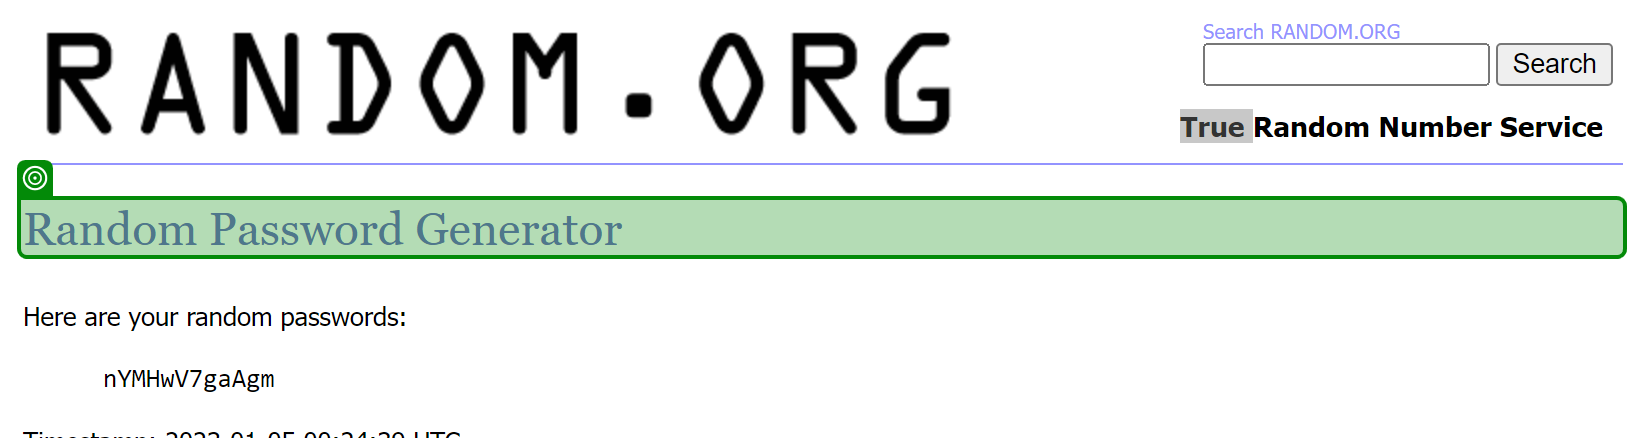 RANDOM.ORG
Search RANDOM.ORG
Search
True Random Number Service
Random Password Generator
Here are your random passwords:
nYMHwV7gaAgm
UTC